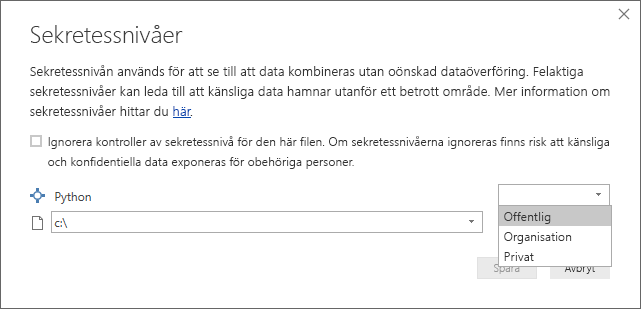 Sekretessnivåer
Sekretessnivån används för att se till att data kombineras utan oönskad dataöverföring. Felaktiga
sekretessnivåer kan leda till att känsliga data hamnar utanför ett betrott område. Mer information om
sekretessnivåer hittar du här.
Ignorera kontroller av sekretessnivå för den här filen. Om sekretessnivåerna ignoreras finns risk att känsliga
och konfidentiella data exponeras för obehöriga personer.
Python
c:\
Offentlig
Organisation
Privat
Spara
Avbryt